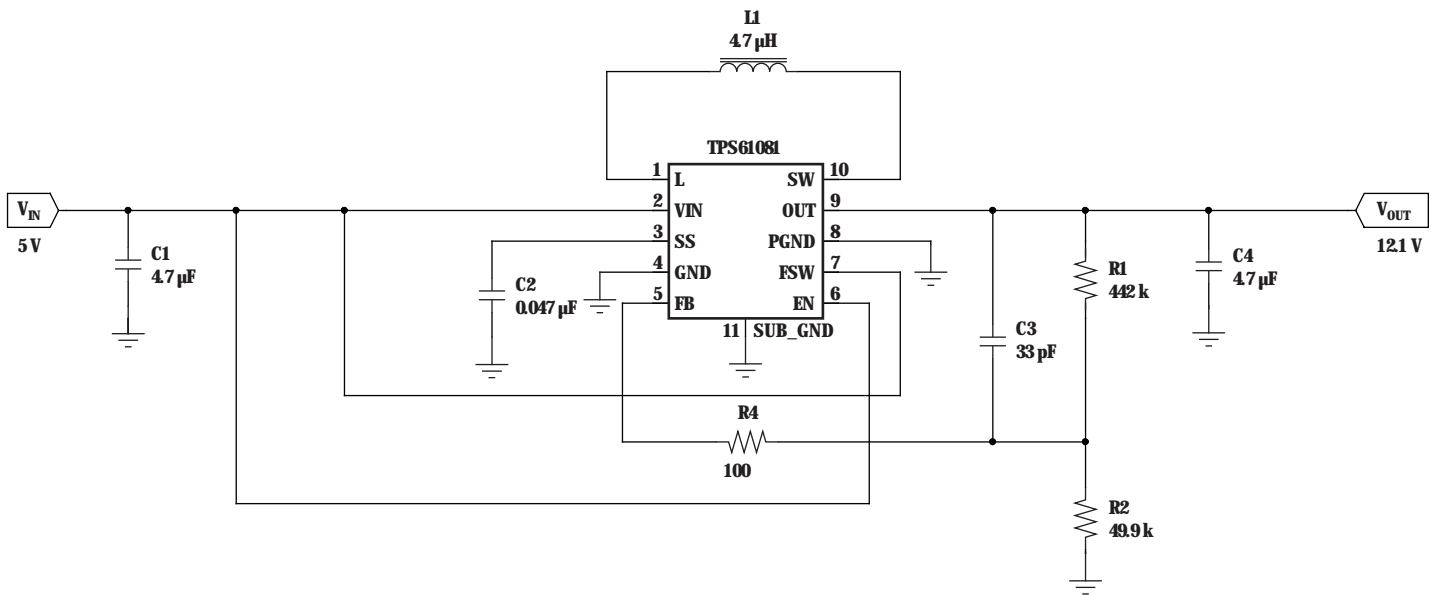 L1
4.7 µH
TPS61081
1
L
SW
10
2
VIN
OUT
9
3
SS
PGND
8
4
GND
FSW
7
5
FB
EN
6
11
SUB_GND
VIN
5 V
C1
4.7 µF
C2
0.047 µF
R4
100
C3
33 pF
R1
442 k
R2
49.9 k
C4
4.7 µF
VOUT
12.1 V